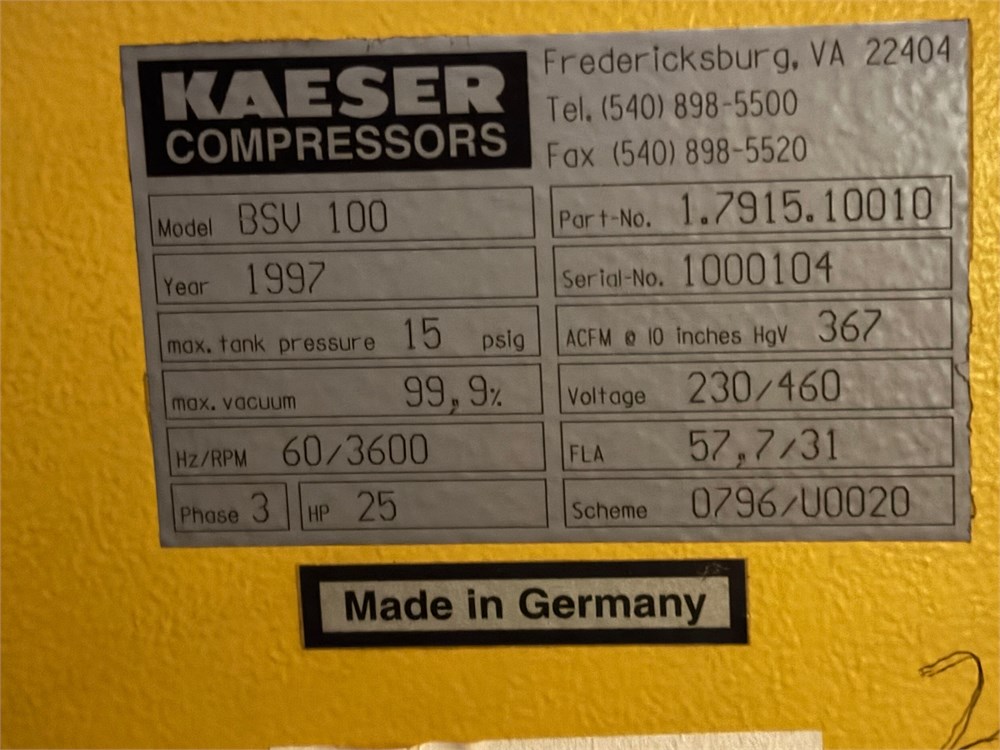 KAESER
COMPRESSORS
Fredericksburg, VA 22404
Tel. (540) 898-5500
Fax (540) 898-5520
Model BSV 100
Part-No. 1.7915.10010
Year 1997
Serial-No. 1000104
max. tank pressure 15 psig
ACFM @ 10 inches HgV 367
max. vacuum 99,9%
Voltage 230/460
Hz/RPM 60/3600
FLA 57,7/31
Phase 3 HP 25
Scheme 0796/U0020
Made in Germany
2